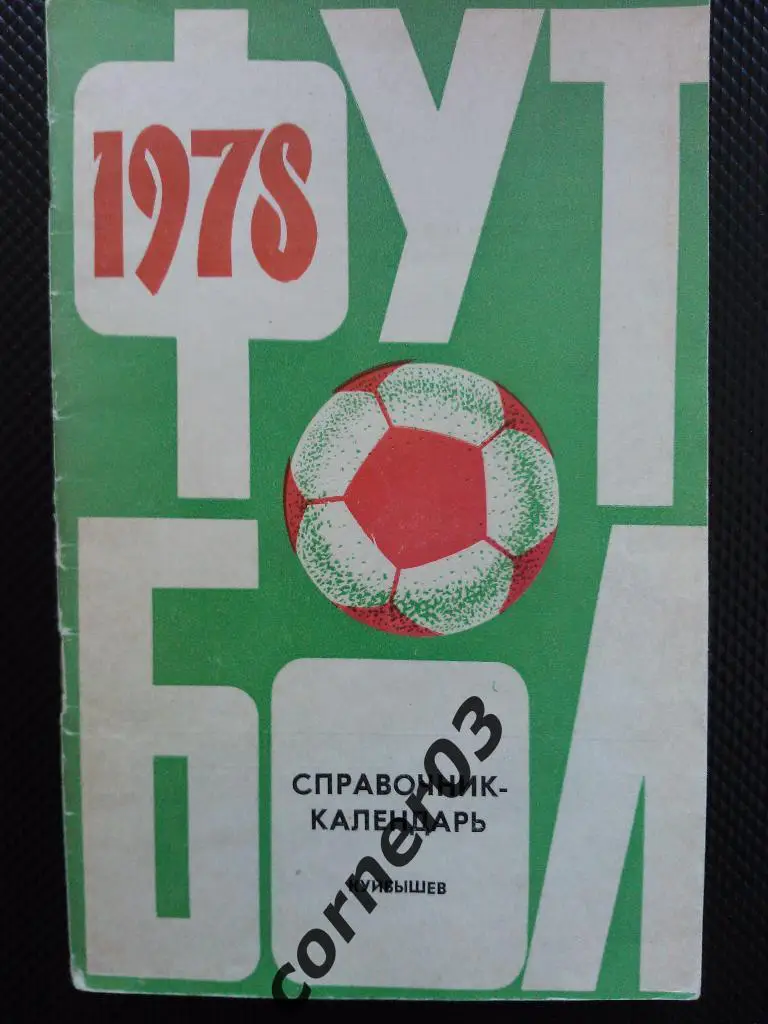 ФУТ
1978
БОЛ
СПРАВОЧНИК-
КАЛЕНДАРЬ
КУЙБЫШЕВ
corner03